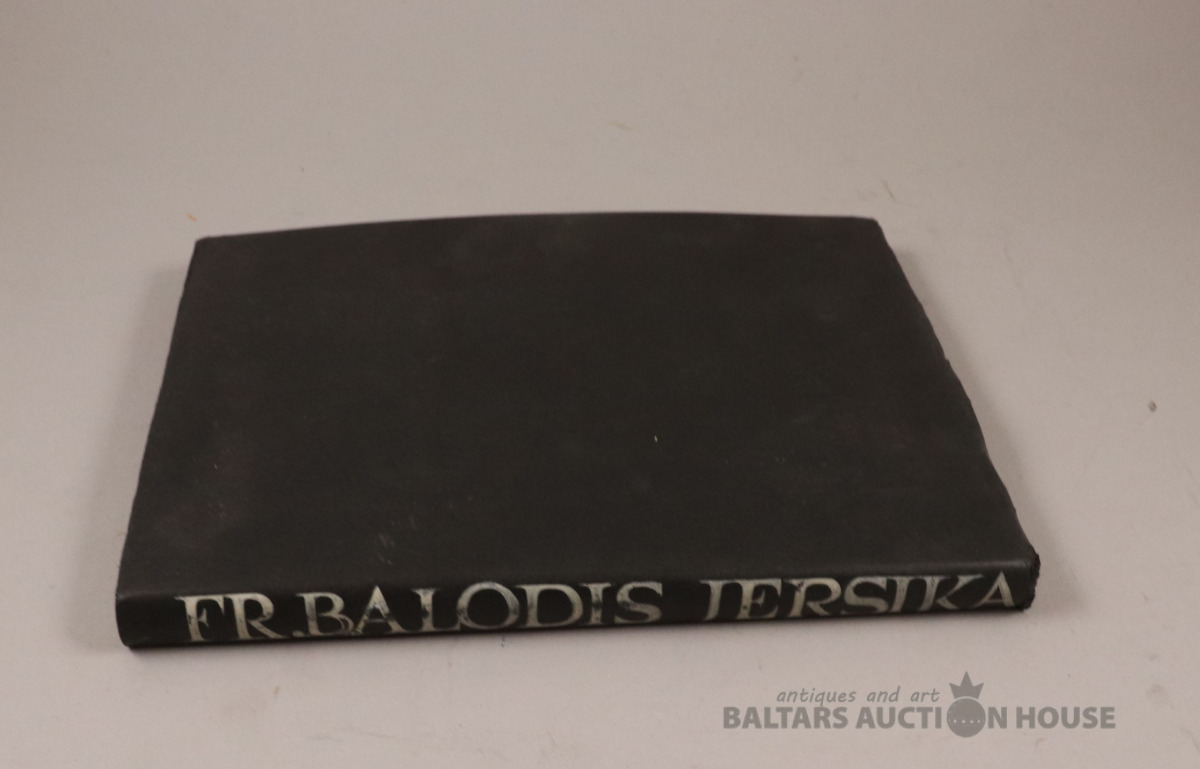 FR.BALODIS JERSIKA
antiques and art
BALTARS AUCTION HOUSE